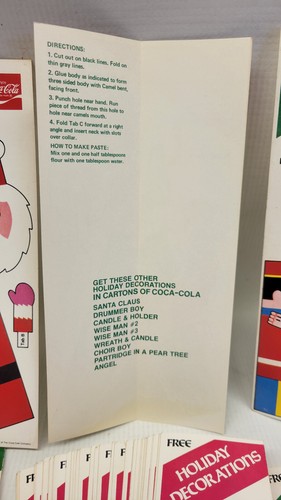 DIRECTIONS:
1. Cut out on black lines. Fold on
thin gray lines.
2. Glue body as indicated to form
three sided body with Camel bent,
facing front.
3. Punch hole near hand. Run
piece of thread from this hole to
hole near camels mouth.
4. Fold Tab C forward at a right
angle and insert neck with slots
over collar.
HOW TO MAKE PASTE:
Mix one and one half tablespoons
flour with one tablespoon water.
GET THESE OTHER
HOLIDAY DECORATIONS
IN CARTONS OF COCA-COLA
SANTA CLAUS
DRUMMER BOY
CANDLE & HOLDER
WISE MAN #2
WISE MAN #3
WREATH & CANDLE
CHOIR BOY
PARTRIDGE IN A PEAR TREE
ANGEL
Tab B
FREE
HOLIDAY
DECORATIONS